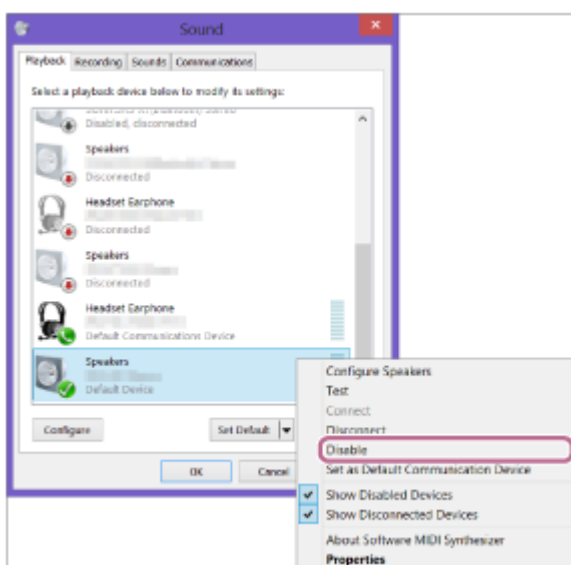 Sound
Playback Recording Sounds Communications
Select a playback device below to modify its settings:
Disabled, disconnected
Speakers
Disconnected
Headset Earphone
Disconnected
Speakers
Disconnected
Headset Earphone
Default Communications Device
Speakers
Default Device
Configure Set Default
OK Cancel
Configure Speakers
Test
Connect
Disconnect
Disable
Set as Default Communication Device
Show Disabled Devices
Show Disconnected Devices
About Software MIDI Synthesizer
Properties